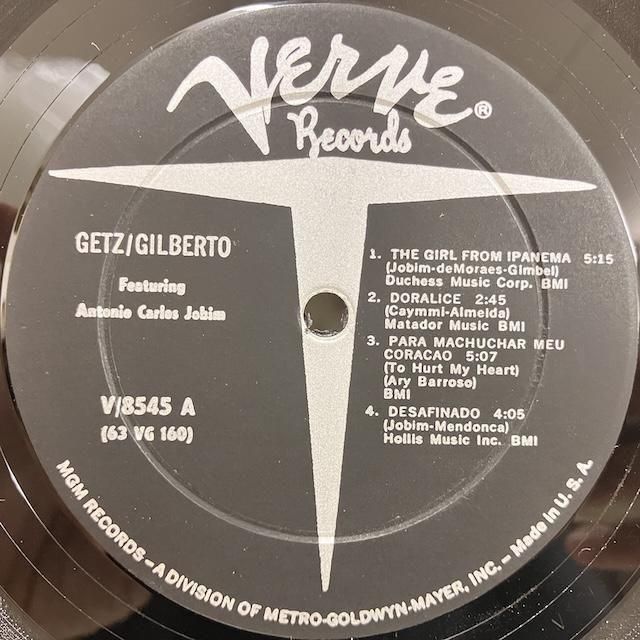 Verve®
Records
GETZ/GILBERTO
Featuring
Antonio Carlos Jobim
V/8545 A
(63 VG 160)
1. THE GIRL FROM IPANEMA 5:15
(Jobim-deMoraes-Gimbel)
Duchess Music Corp. BMI
2. DORALICE 2:45
(Caymmi-Almeida)
Matador Music BMI
3. PARA MACHUCHAR MEU
CORACAO 5:07
(To Hurt My Heart)
(Ary Barroso)
BMI
4. DESAFINADO 4:05
(Jobim-Mendonca)
Hollis Music Inc. BMI
MGM RECORDS—A DIVISION OF METRO-GOLDWYN-MAYER, INC.—Made in U.S.A.